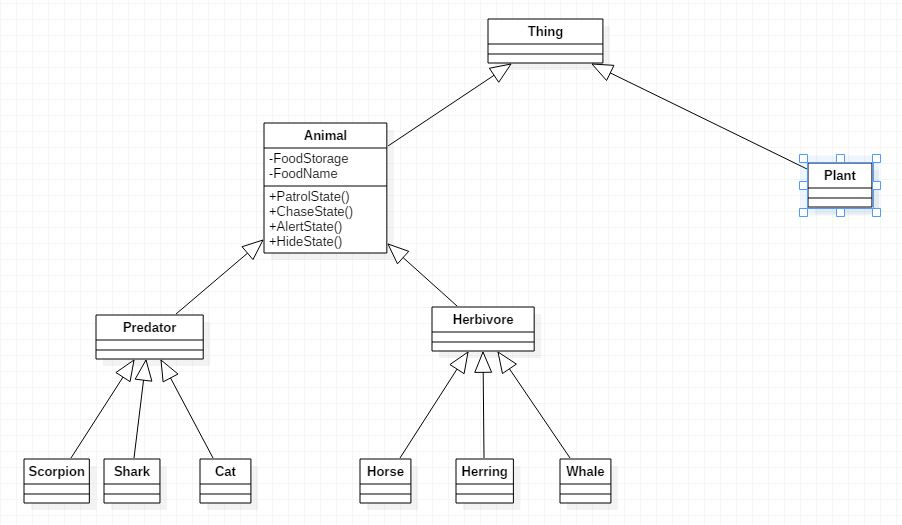 Thing
Animal
-FoodStorage
-FoodName
+PatrolState()
+ChaseState()
+AlertState()
+HideState()
Plant
Predator
Herbivore
Scorpion
Shark
Cat
Horse
Herring
Whale